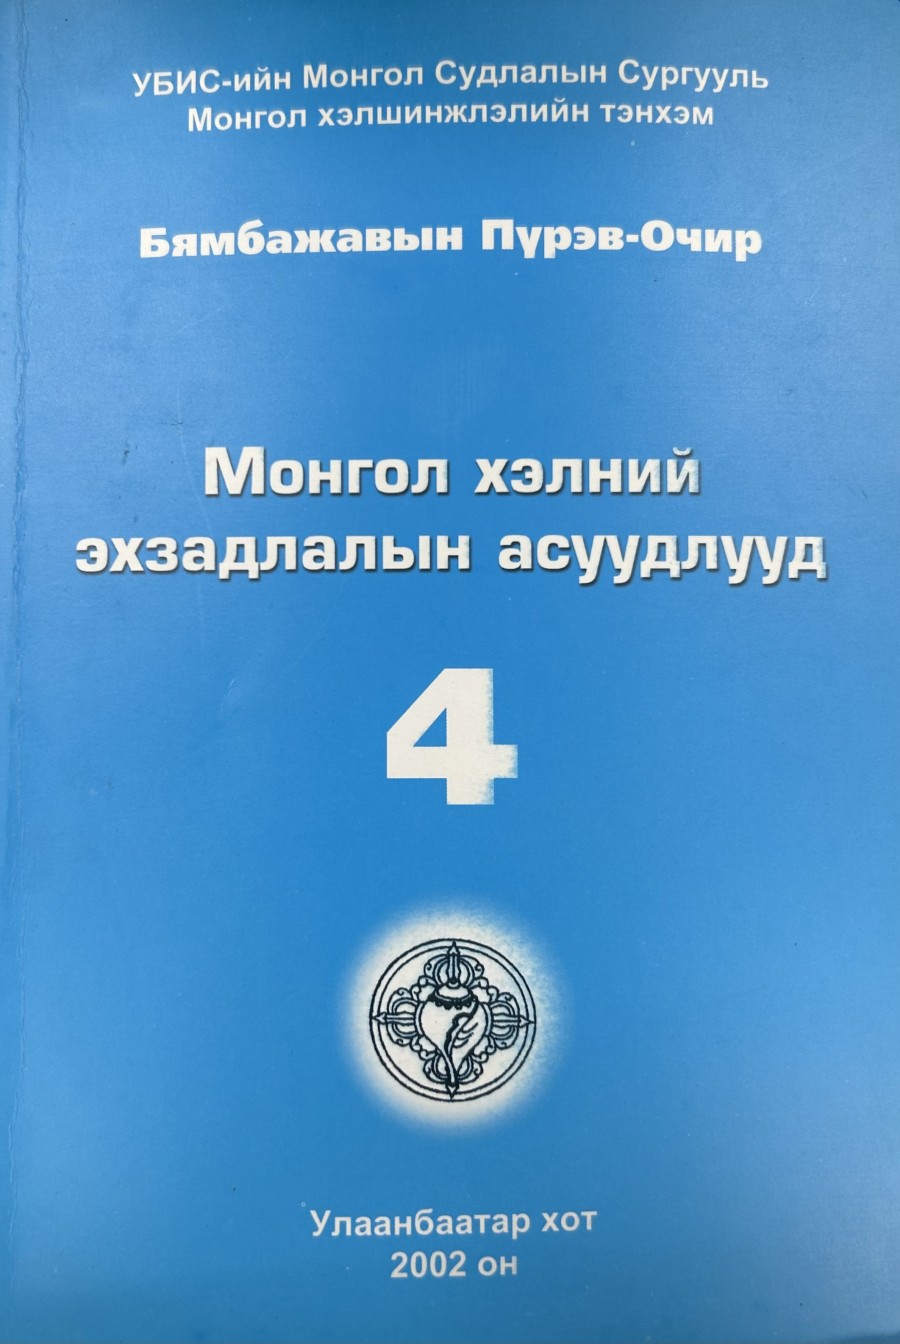 УБИС-ийн Монгол Судлалын Сургууль
Монгол хэлшинжлэлийн тэнхэм
Бямбажавын Пүрэв-Очир
Монгол хэлний
эхзадлалын асуудлууд
4
Улаанбаатар хот
2002 он